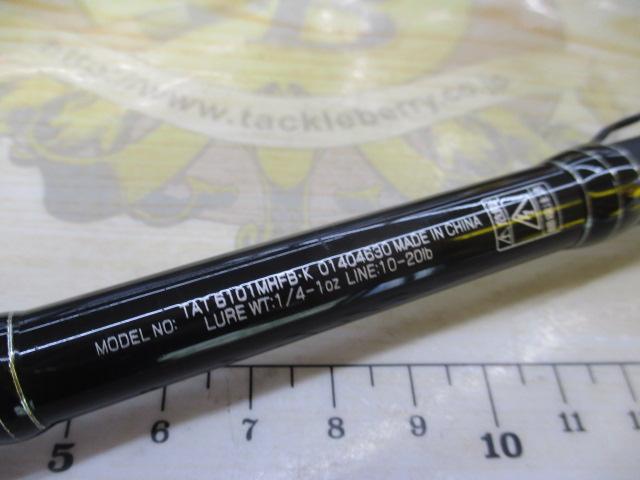 http://www.tackleberry.co.jp
MODEL NO: TAT 6101MHFB-K 01404630 MADE IN CHINA
LURE WT:1/4-1oz LINE:10-20lb
5 6 7 8 9 10 11 12